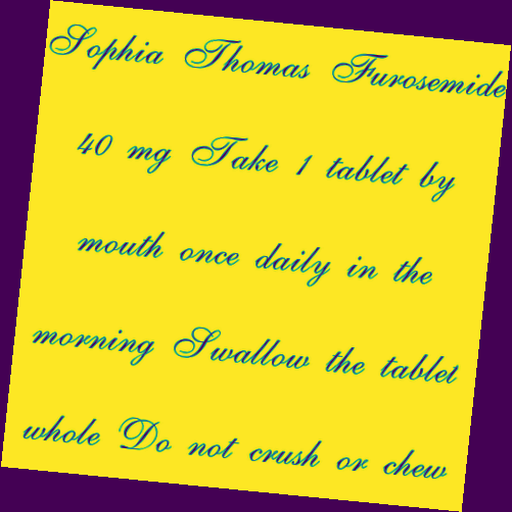 Sophia Thomas Furosemide
40 mg Take 1 tablet by
mouth once daily in the
morning Swallow the tablet
whole Do not crush or chew